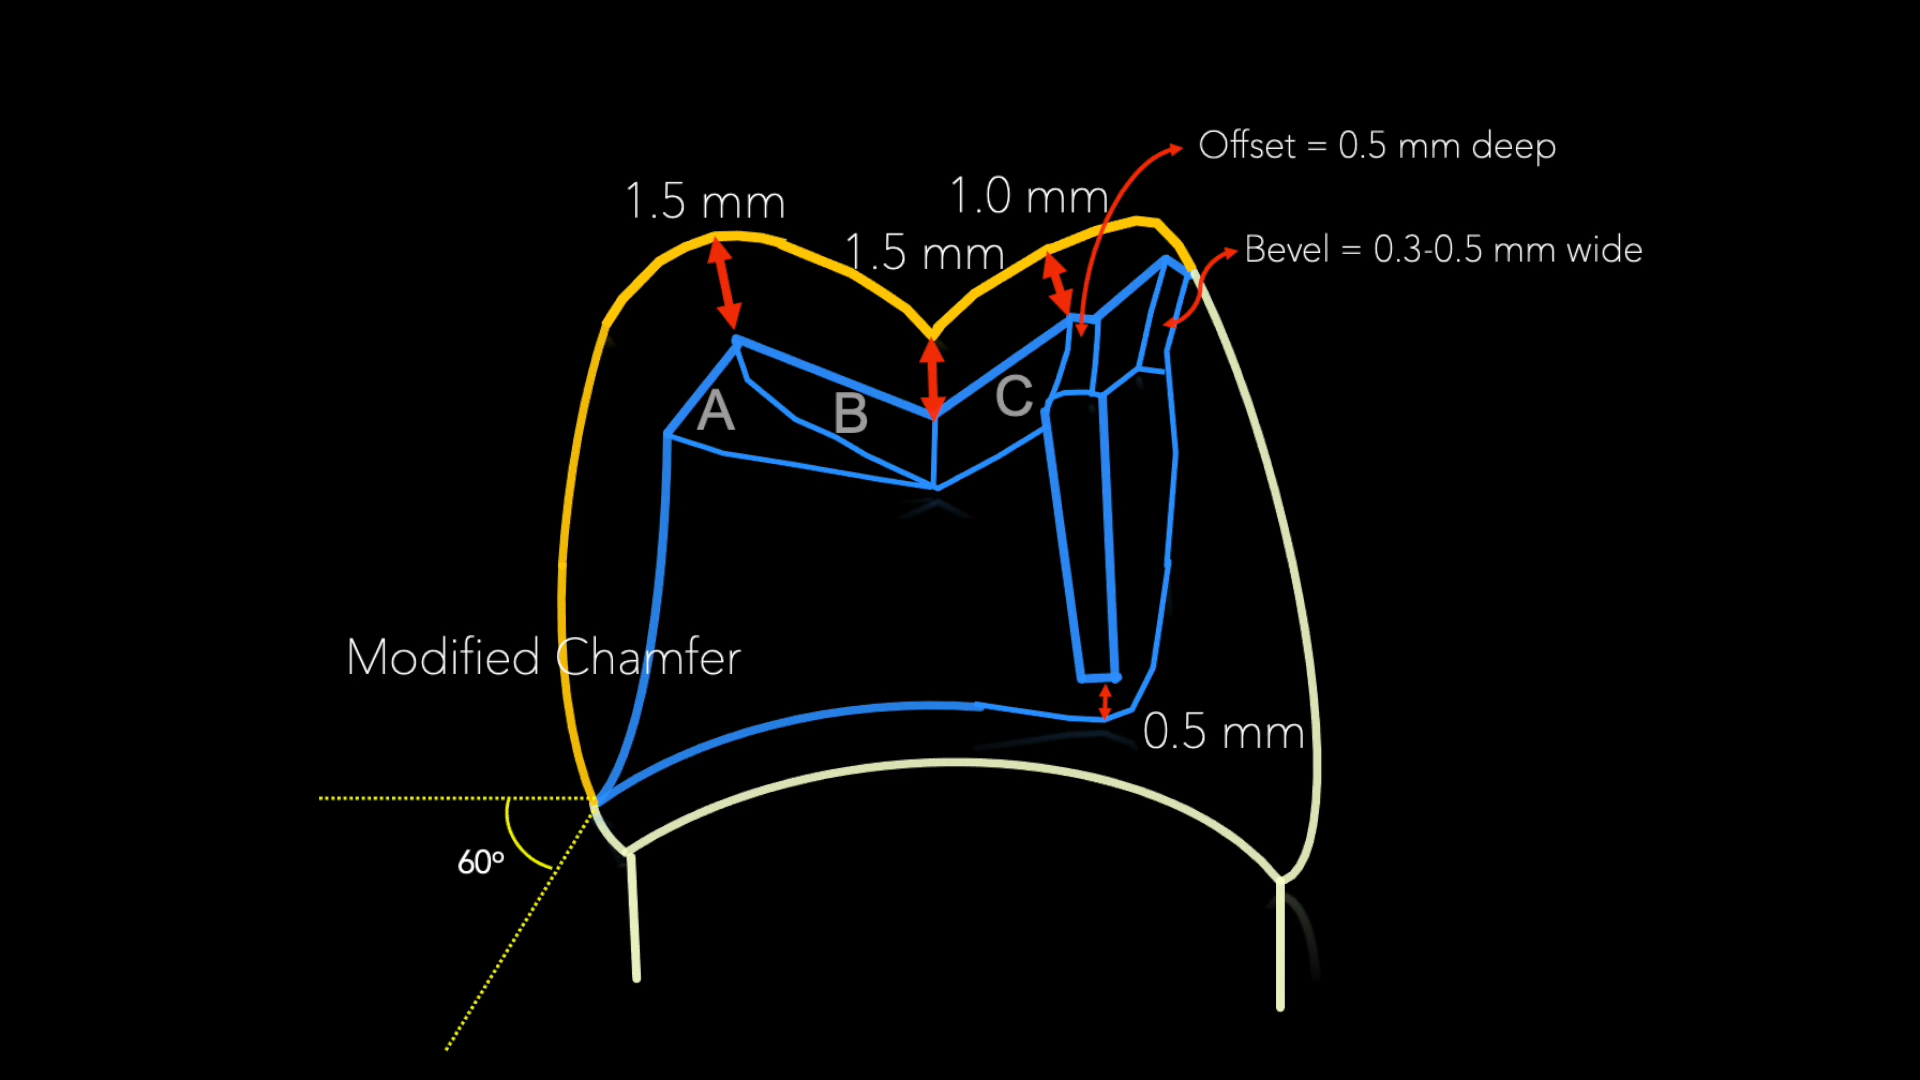 Offset = 0.5 mm deep
1.5 mm
1.0 mm
1.5 mm
Bevel = 0.3-0.5 mm wide
A
B
C
Modified Chamfer
0.5 mm
60º